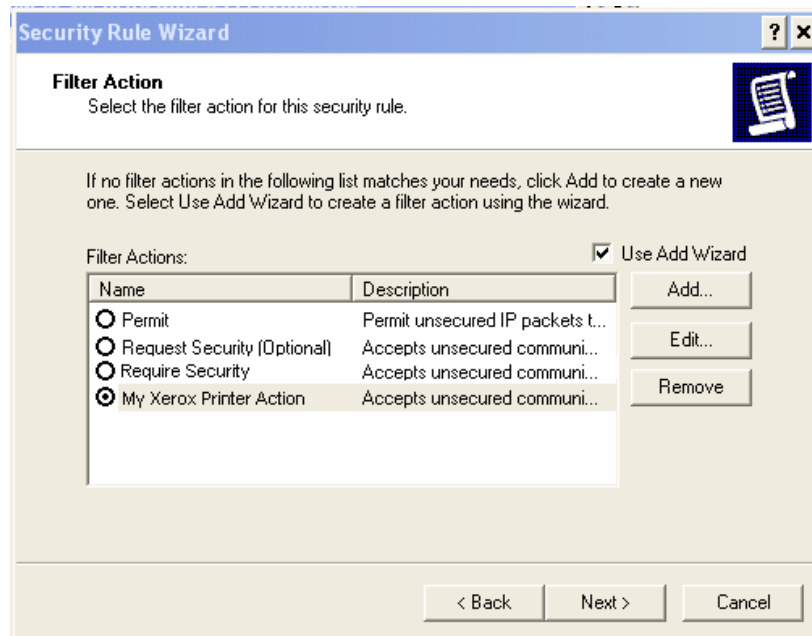 Security Rule Wizard
Filter Action
Select the filter action for this security rule.
If no filter actions in the following list matches your needs, click Add to create a new
one. Select Use Add Wizard to create a filter action using the wizard.
Filter Actions:
Use Add Wizard
Name Description
Add...
Permit Permit unsecured IP packets t...
Request Security (Optional) Accepts unsecured communi...
Edit...
Require Security Accepts unsecured communi...
My Xerox Printer Action Accepts unsecured communi...
Remove
< Back
Next >
Cancel